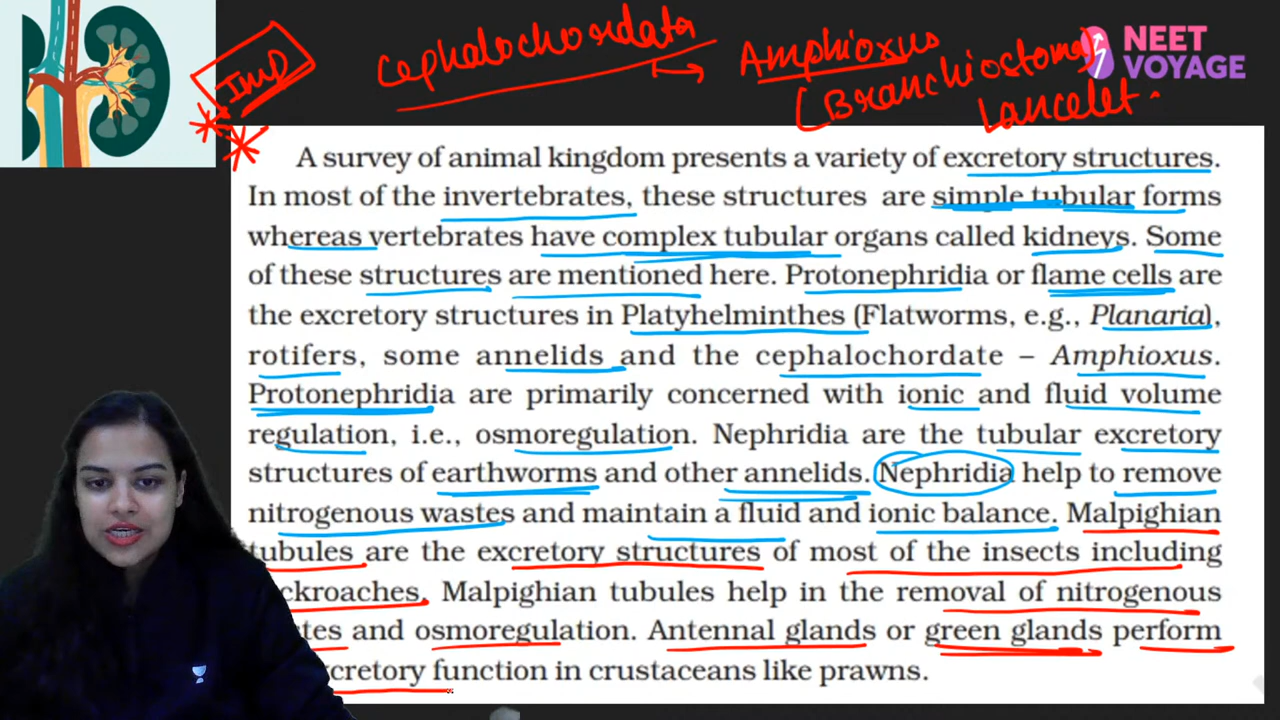 Imp
Cephalochordata → Amphioxus
(Branchiostoma)
Lancelet.
NEET
VOYAGE
A survey of animal kingdom presents a variety of excretory structures.
In most of the invertebrates, these structures are simple tubular forms
whereas vertebrates have complex tubular organs called kidneys. Some
of these structures are mentioned here. Protonephridia or flame cells are
the excretory structures in Platyhelminthes (Flatworms, e.g., Planaria),
rotifers, some annelids and the cephalochordate – Amphioxus.
Protonephridia are primarily concerned with ionic and fluid volume
regulation, i.e., osmoregulation. Nephridia are the tubular excretory
structures of earthworms and other annelids. Nephridia help to remove
nitrogenous wastes and maintain a fluid and ionic balance. Malpighian
tubules are the excretory structures of most of the insects including
ckroaches. Malpighian tubules help in the removal of nitrogenous
tes and osmoregulation. Antennal glands or green glands perform
cretory function in crustaceans like prawns.